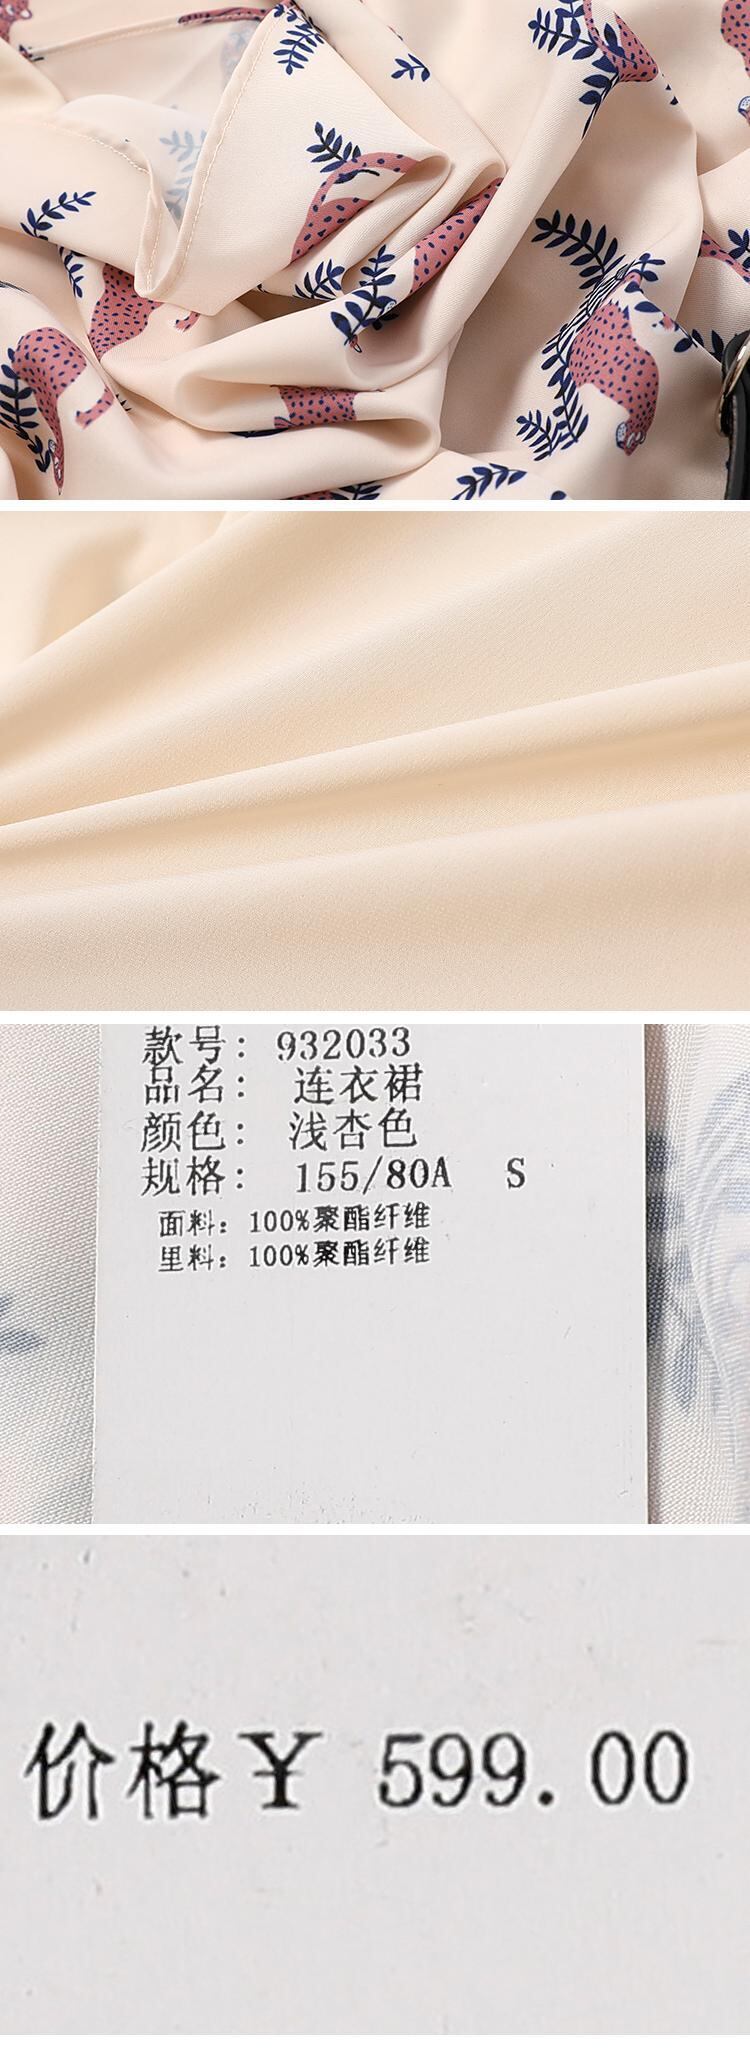 款号: 932033
品名: 连衣裙
颜色: 浅杏色
规格: 155/80A S
面料: 100%聚酯纤维
里料: 100%聚酯纤维
价格¥ 599.00